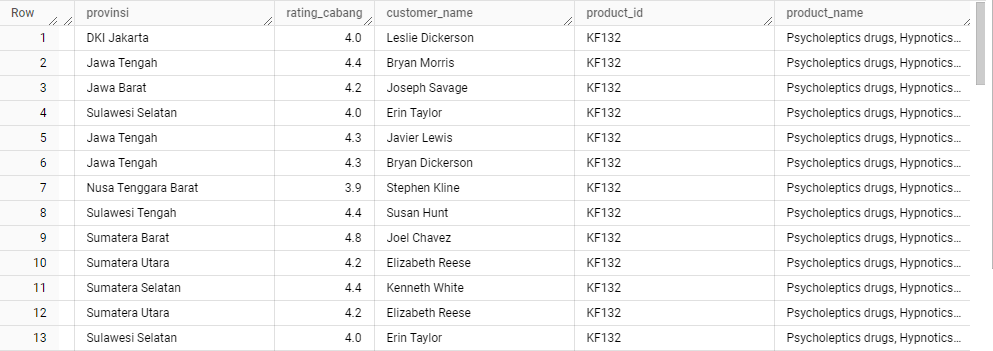 Row provinsi rating_cabang customer_name product_id product_name
1 DKI Jakarta 4.0 Leslie Dickerson KF132 Psycholeptics drugs, Hypnotics...
2 Jawa Tengah 4.4 Bryan Morris KF132 Psycholeptics drugs, Hypnotics...
3 Jawa Barat 4.2 Joseph Savage KF132 Psycholeptics drugs, Hypnotics...
4 Sulawesi Selatan 4.0 Erin Taylor KF132 Psycholeptics drugs, Hypnotics...
5 Jawa Tengah 4.3 Javier Lewis KF132 Psycholeptics drugs, Hypnotics...
6 Jawa Tengah 4.3 Bryan Dickerson KF132 Psycholeptics drugs, Hypnotics...
7 Nusa Tenggara Barat 3.9 Stephen Kline KF132 Psycholeptics drugs, Hypnotics...
8 Sulawesi Tengah 4.4 Susan Hunt KF132 Psycholeptics drugs, Hypnotics...
9 Sumatera Barat 4.8 Joel Chavez KF132 Psycholeptics drugs, Hypnotics...
10 Sumatera Utara 4.2 Elizabeth Reese KF132 Psycholeptics drugs, Hypnotics...
11 Sumatera Selatan 4.4 Kenneth White KF132 Psycholeptics drugs, Hypnotics...
12 Sumatera Utara 4.2 Elizabeth Reese KF132 Psycholeptics drugs, Hypnotics...
13 Sulawesi Selatan 4.0 Erin Taylor KF132 Psycholeptics drugs, Hypnotics...